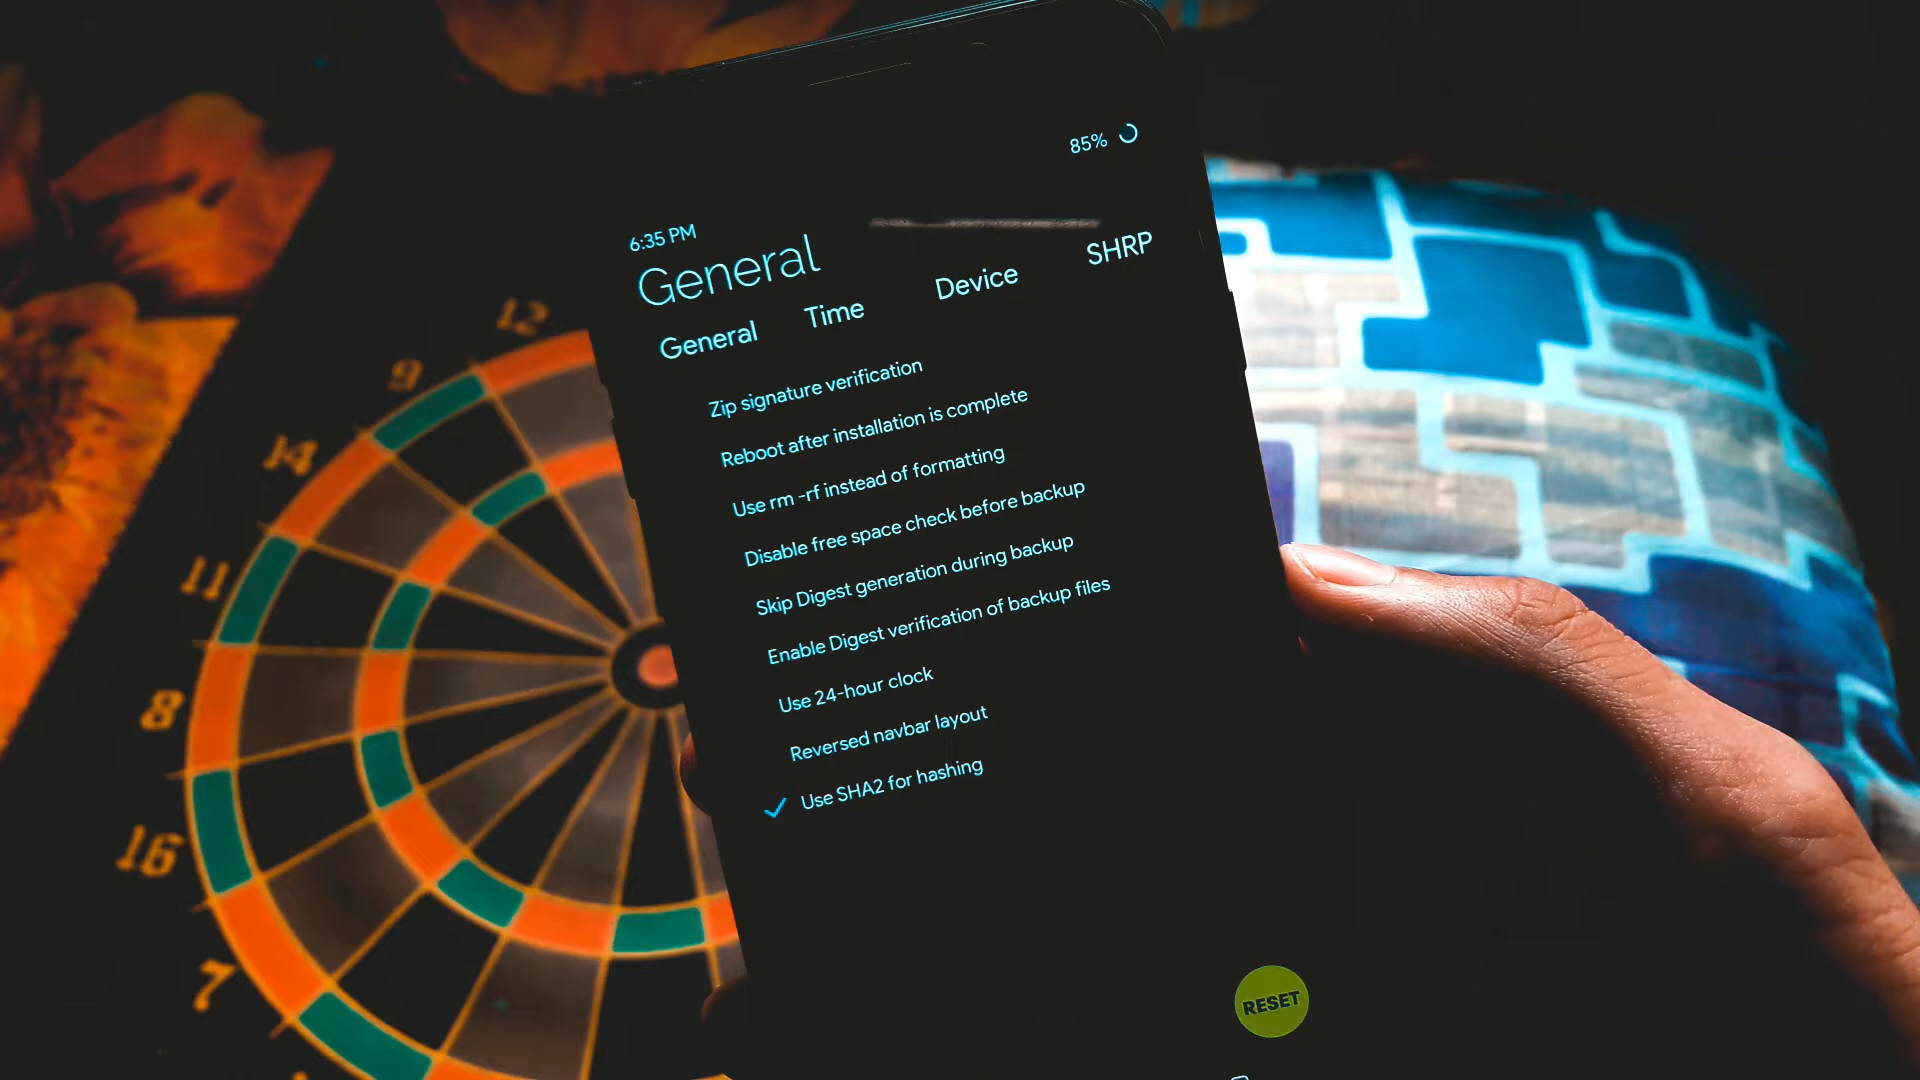 85%
6:35 PM
General
General Time Device SHRP
Zip signature verification
Reboot after installation is complete
Use rm -rf instead of formatting
Disable free space check before backup
Skip Digest generation during backup
Enable Digest verification of backup files
Use 24-hour clock
Reversed navbar layout
Use SHA2 for hashing
RESET
12
9
14
11
8
16
7